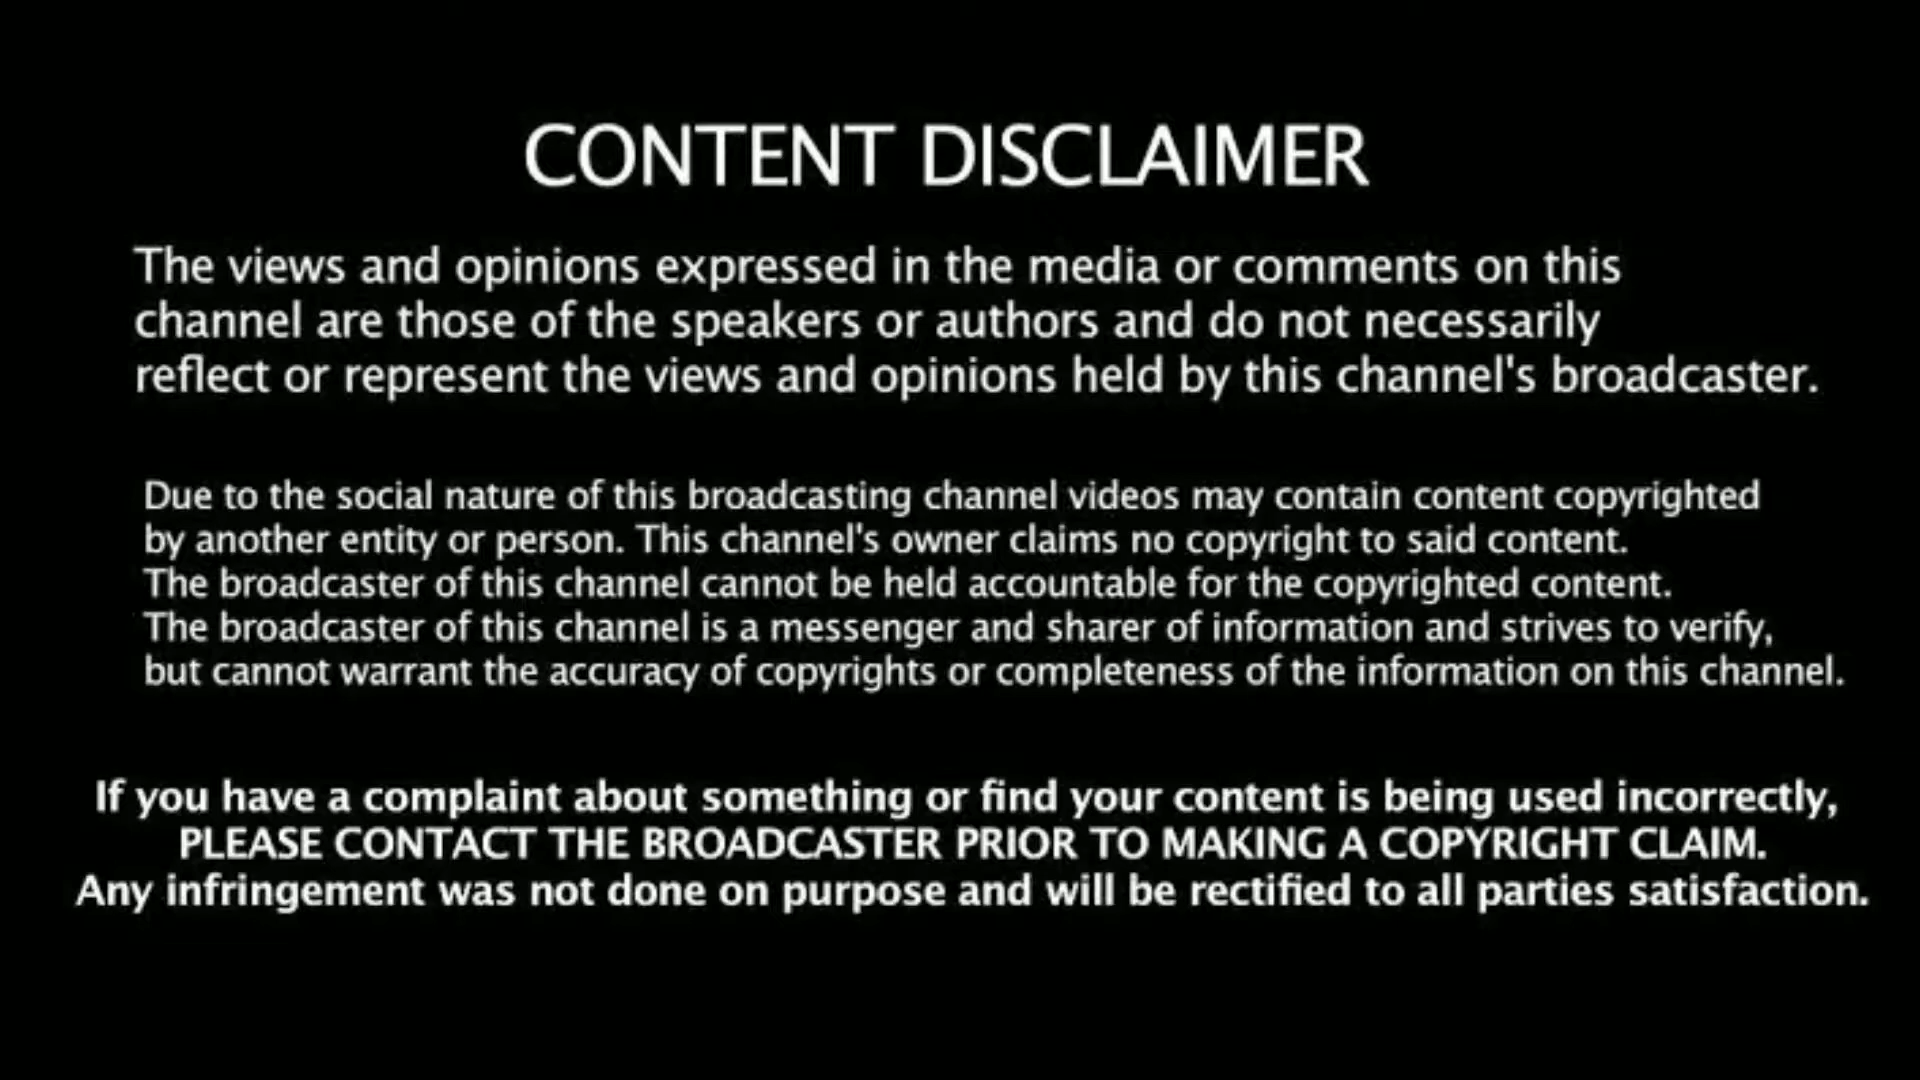 CONTENT DISCLAIMER
The views and opinions expressed in the media or comments on this
channel are those of the speakers or authors and do not necessarily
reflect or represent the views and opinions held by this channel's broadcaster.
Due to the social nature of this broadcasting channel videos may contain content copyrighted
by another entity or person. This channel's owner claims no copyright to said content.
The broadcaster of this channel cannot be held accountable for the copyrighted content.
The broadcaster of this channel is a messenger and sharer of information and strives to verify,
but cannot warrant the accuracy of copyrights or completeness of the information on this channel.
If you have a complaint about something or find your content is being used incorrectly,
PLEASE CONTACT THE BROADCASTER PRIOR TO MAKING A COPYRIGHT CLAIM.
Any infringement was not done on purpose and will be rectified to all parties satisfaction.